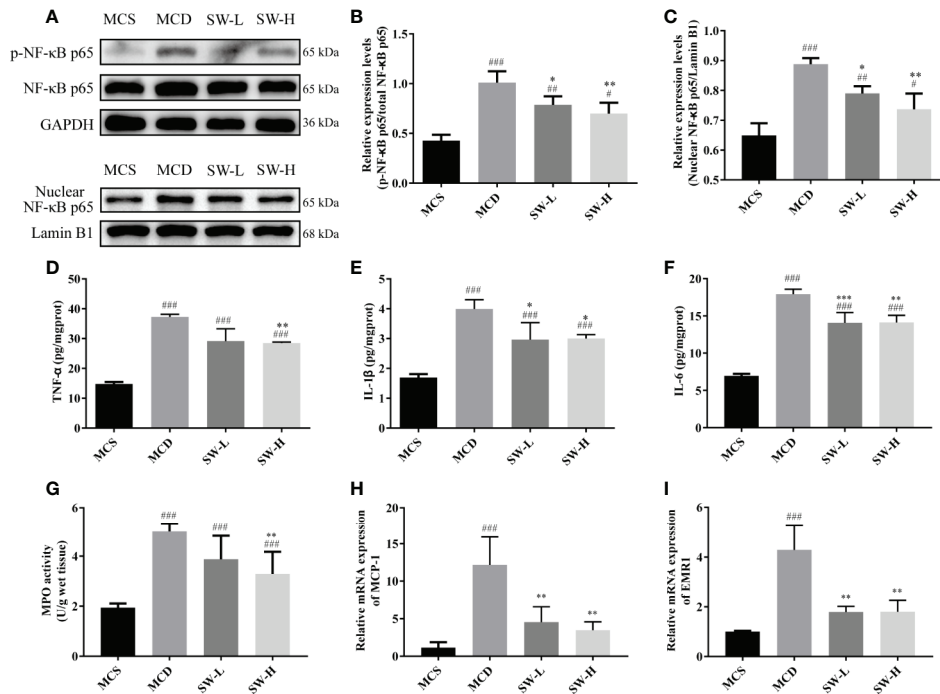 A
MCS MCD SW-L SW-H
p-NF-κB p65 65 kDa
NF-κB p65 65 kDa
GAPDH 36 kDa
MCS MCD SW-L SW-H
Nuclear
NF-κB p65 65 kDa
Lamin B1 68 kDa
B
Relative expression levels
(p-NF-κB p65/total NF-κB p65)
1.5
1.0
0.5
0.0
###
*
##
**
#
MCS MCD SW-L SW-H
C
Relative expression levels
(Nuclear NF-κB p65/Lamin B1)
1.0
0.9
0.8
0.7
0.6
0.5
###
*
##
**
#
MCS MCD SW-L SW-H
D
TNF-α (pg/mgprot)
50
40
30
20
10
0
###
###
**
###
MCS MCD SW-L SW-H
E
IL-1β (pg/mgprot)
5
4
3
2
1
0
###
*
###
*
###
MCS MCD SW-L SW-H
F
IL-6 (pg/mgprot)
20
15
10
5
0
###
***
###
**
###
MCS MCD SW-L SW-H
G
MPO activity
(U/g wet tissue)
6
4
2
0
###
###
**
###
MCS MCD SW-L SW-H
H
Relative mRNA expression
of MCP-1
20
15
10
5
0
###
**
**
MCS MCD SW-L SW-H
I
Relative mRNA expression
of EMR1
6
4
2
0
###
**
**
MCS MCD SW-L SW-H